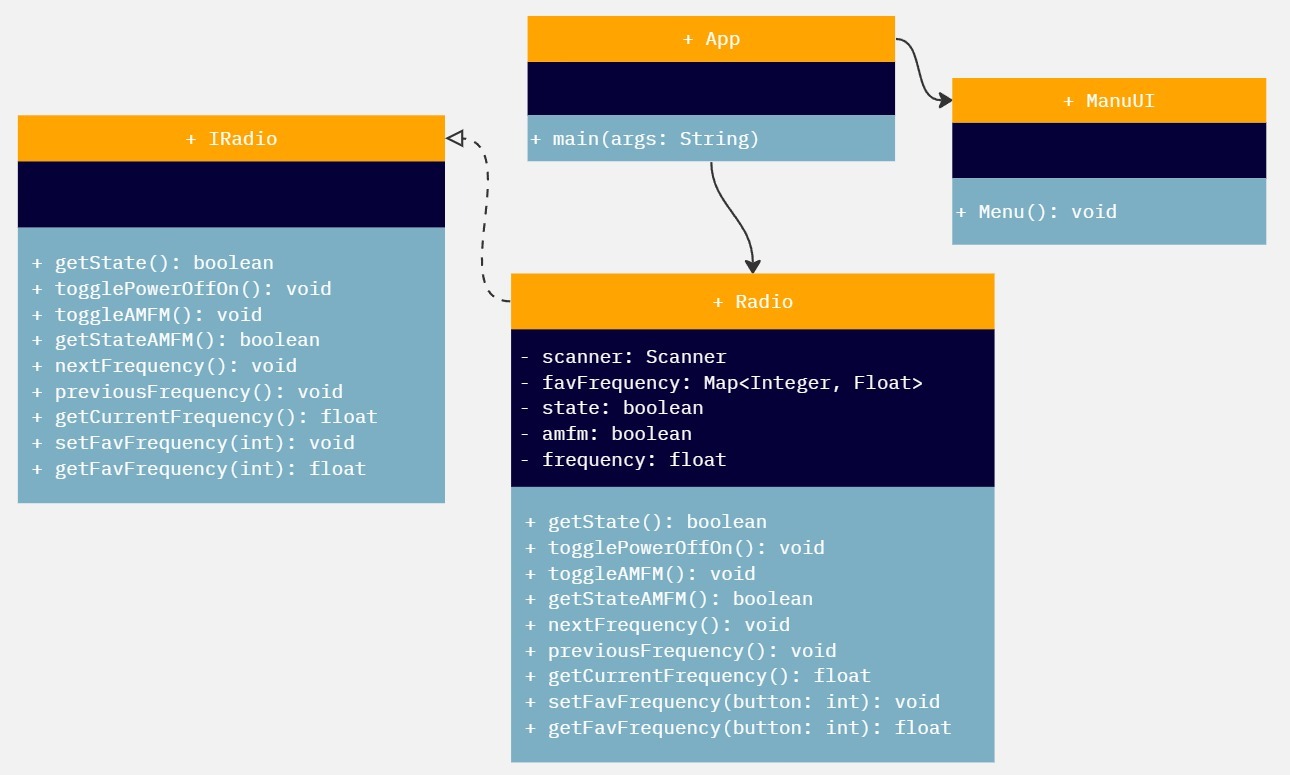 + App
+ main(args: String)
+ ManuUI
+ Menu(): void
+ IRadio
+ getState(): boolean
+ togglePowerOffOn(): void
+ toggleAMFM(): void
+ getStateAMFM(): boolean
+ nextFrequency(): void
+ previousFrequency(): void
+ getCurrentFrequency(): float
+ setFavFrequency(int): void
+ getFavFrequency(int): float
+ Radio
- scanner: Scanner
- favFrequency: Map<Integer, Float>
- state: boolean
- amfm: boolean
- frequency: float
+ getState(): boolean
+ togglePowerOffOn(): void
+ toggleAMFM(): void
+ getStateAMFM(): boolean
+ nextFrequency(): void
+ previousFrequency(): void
+ getCurrentFrequency(): float
+ setFavFrequency(button: int): void
+ getFavFrequency(button: int): float